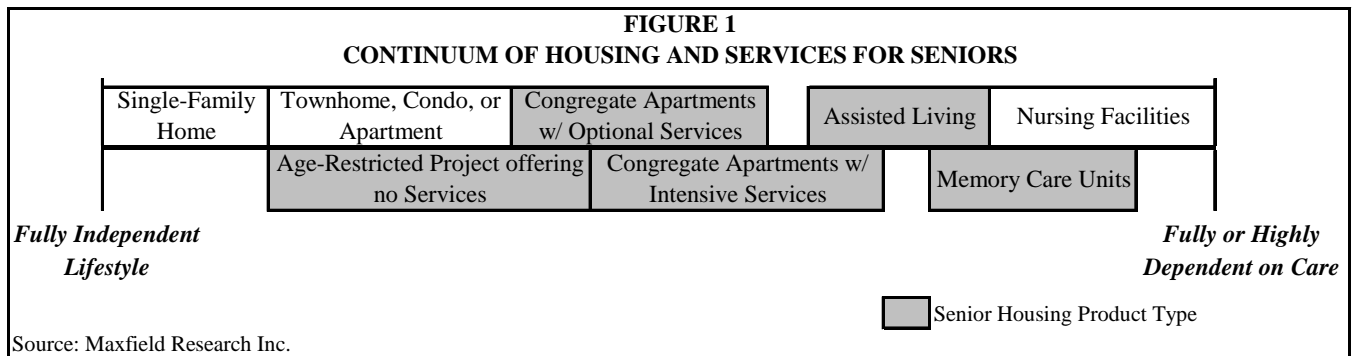 FIGURE 1
CONTINUUM OF HOUSING AND SERVICES FOR SENIORS
Single-Family
Home
Townhome, Condo, or
Apartment
Congregate Apartments
w/ Optional Services
Assisted Living
Nursing Facilities
Age-Restricted Project offering
no Services
Congregate Apartments w/
Intensive Services
Memory Care Units
Fully Independent
Lifestyle
Fully or Highly
Dependent on Care
Senior Housing Product Type
Source: Maxfield Research Inc.